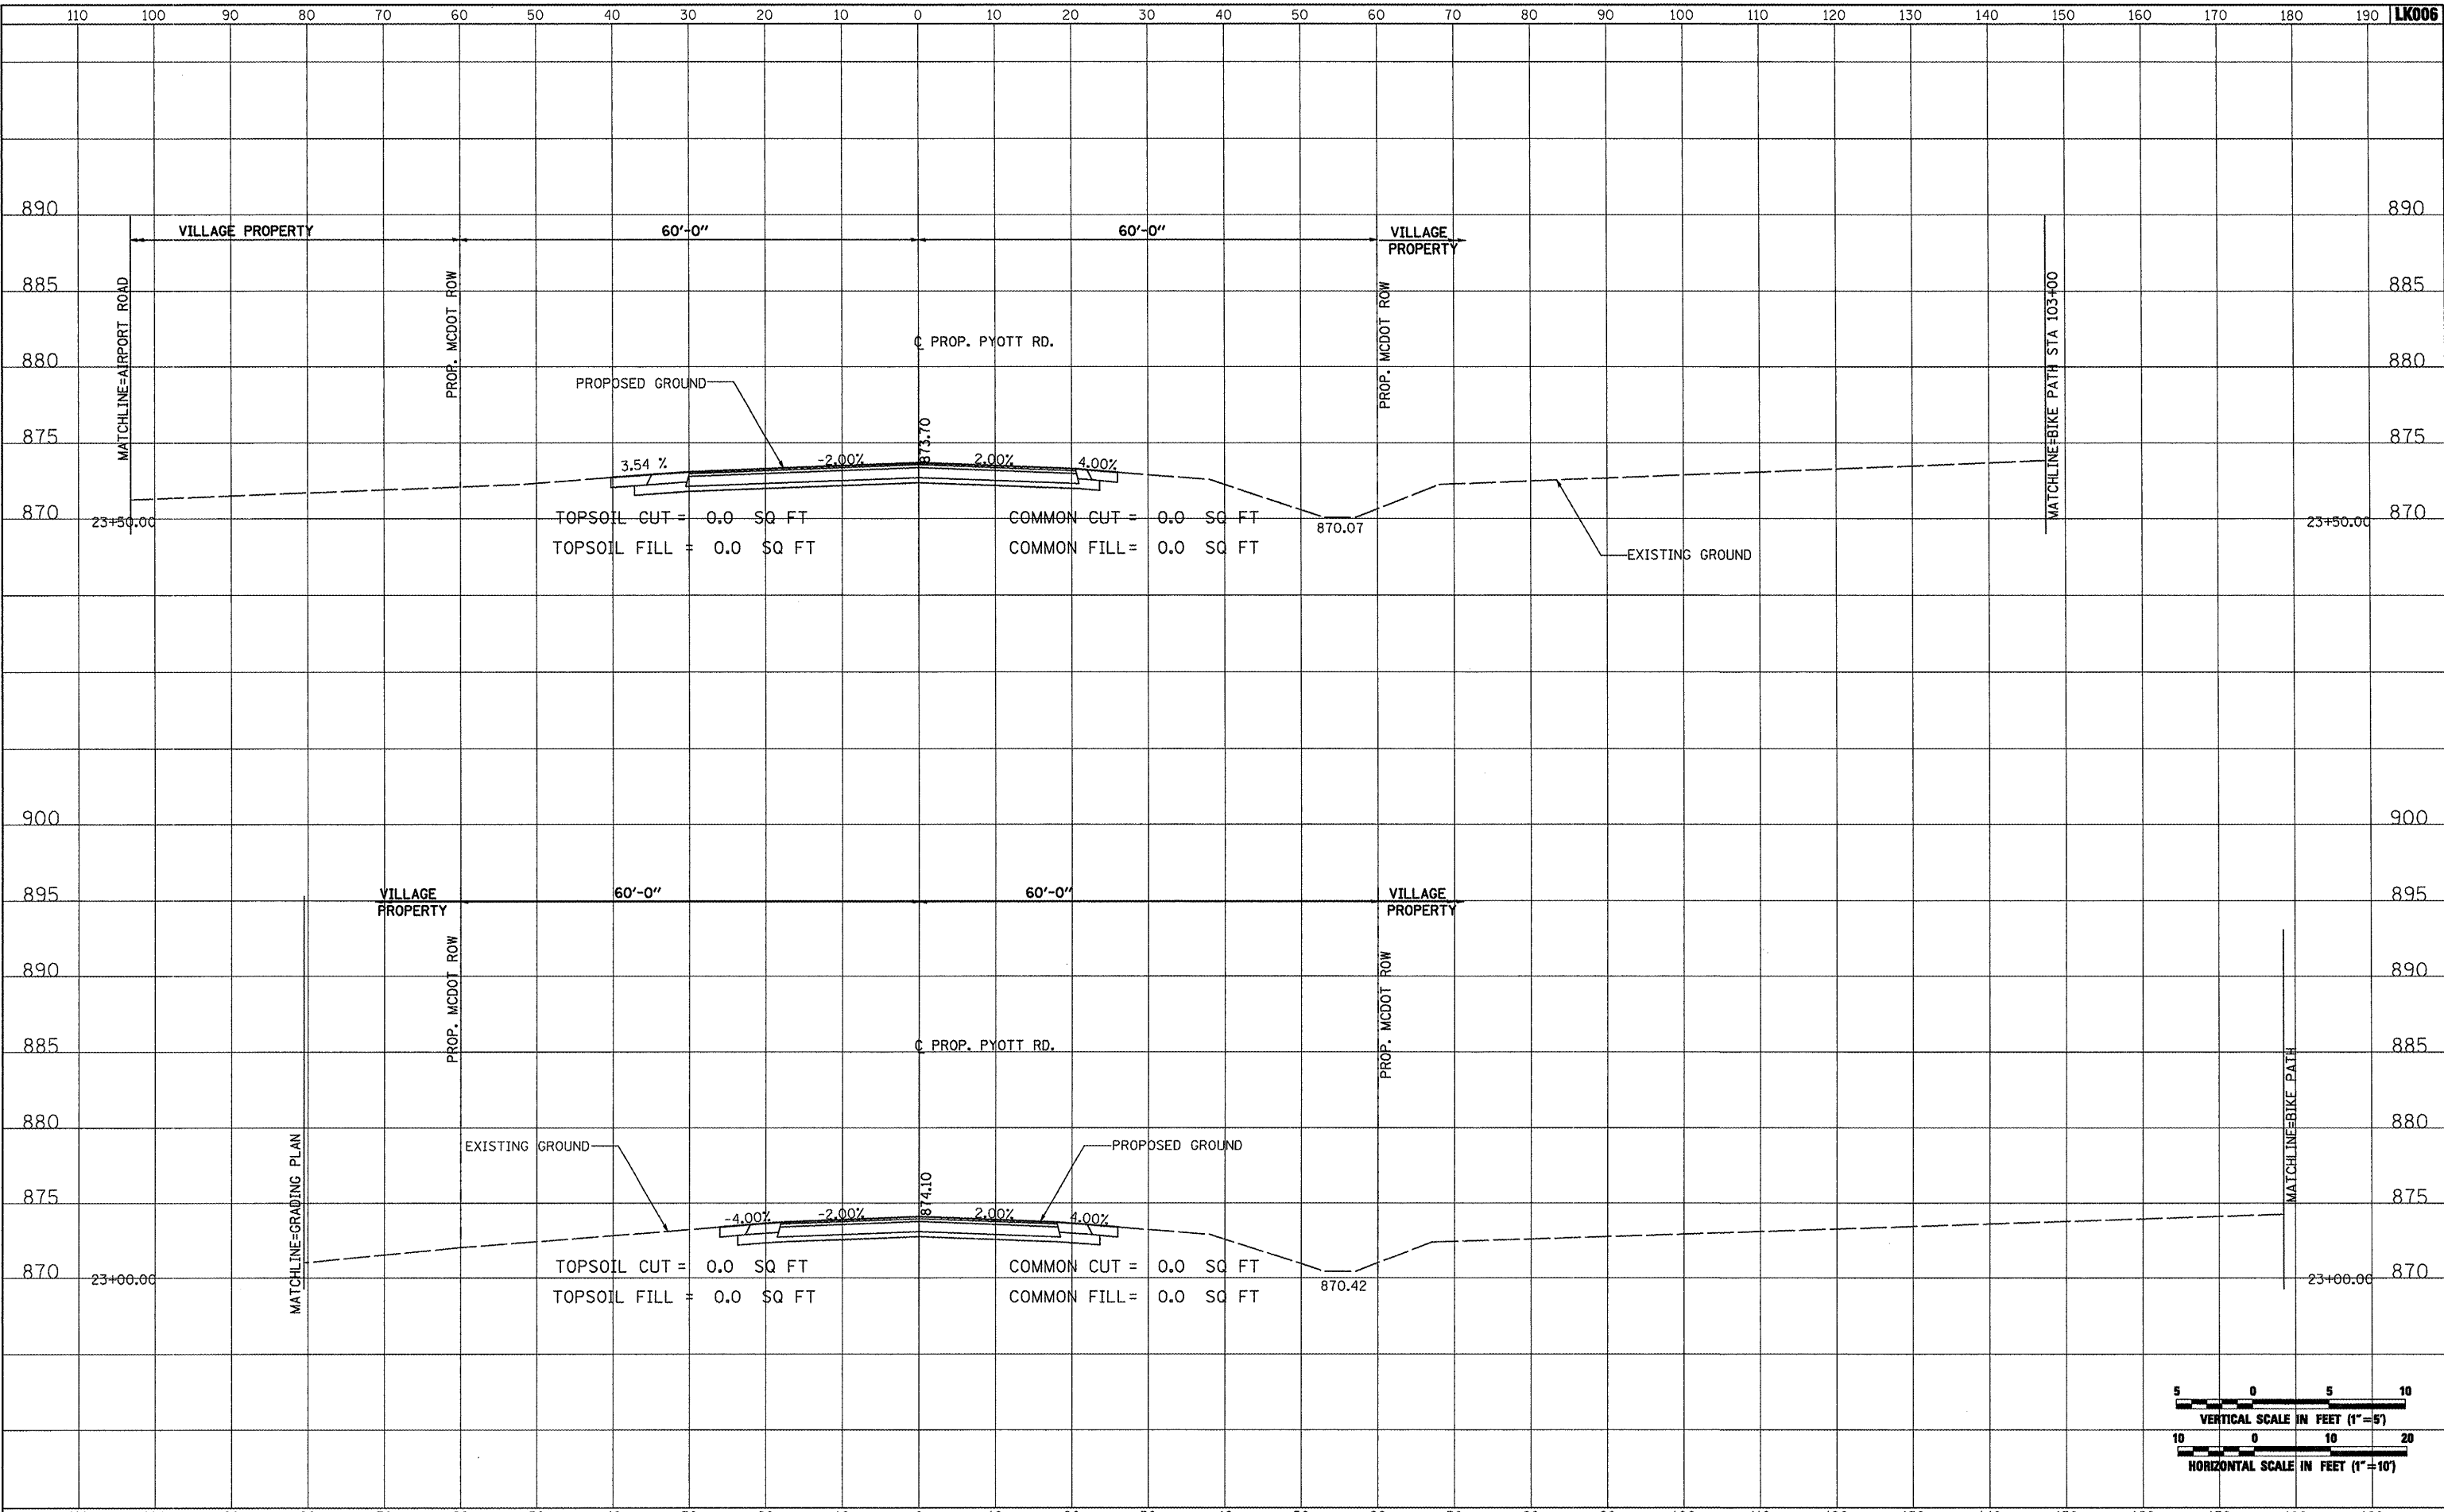 110 100 90 80 70 60 50 40 30 20 10 0 10 20 30 40 50 60 70 80 90 100 110 120 130 140 150 160 170 180 190 LK006
890 890
VILLAGE PROPERTY 60'-0" 60'-0" VILLAGE
PROPERTY
885 885
MATCHLINE=AIRPORT ROAD
PROP. MCDOT ROW
PROP. MCDOT ROW
MATCHLINE=BIKE PATH STA 103+00
℄ PROP. PYOTT RD.
880 880
PROPOSED GROUND
875 875
873.70
3.54 % -2.00% 2.00% 4.00%
870 870
23+50.00 23+50.00
TOPSOIL CUT = 0.0 SQ FT COMMON CUT = 0.0 SQ FT
870.07
TOPSOIL FILL = 0.0 SQ FT COMMON FILL= 0.0 SQ FT
EXISTING GROUND
900 900
895 895
VILLAGE 60'-0" 60'-0" VILLAGE
PROPERTY PROPERTY
890 890
PROP. MCDOT ROW
PROP. MCDOT ROW
885 885
℄ PROP. PYOTT RD.
MATCHLINE=BIKE PATH
880 880
MATCHLINE=GRADING PLAN
EXISTING GROUND PROPOSED GROUND
875 875
874.10
-4.00% -2.00% 2.00% 4.00%
870 870
23+00.00 23+00.00
TOPSOIL CUT = 0.0 SQ FT COMMON CUT = 0.0 SQ FT
870.42
TOPSOIL FILL = 0.0 SQ FT COMMON FILL= 0.0 SQ FT
5 0 5 10
VERTICAL SCALE IN FEET (1"=5')
10 0 10 20
HORIZONTAL SCALE IN FEET (1"=10')